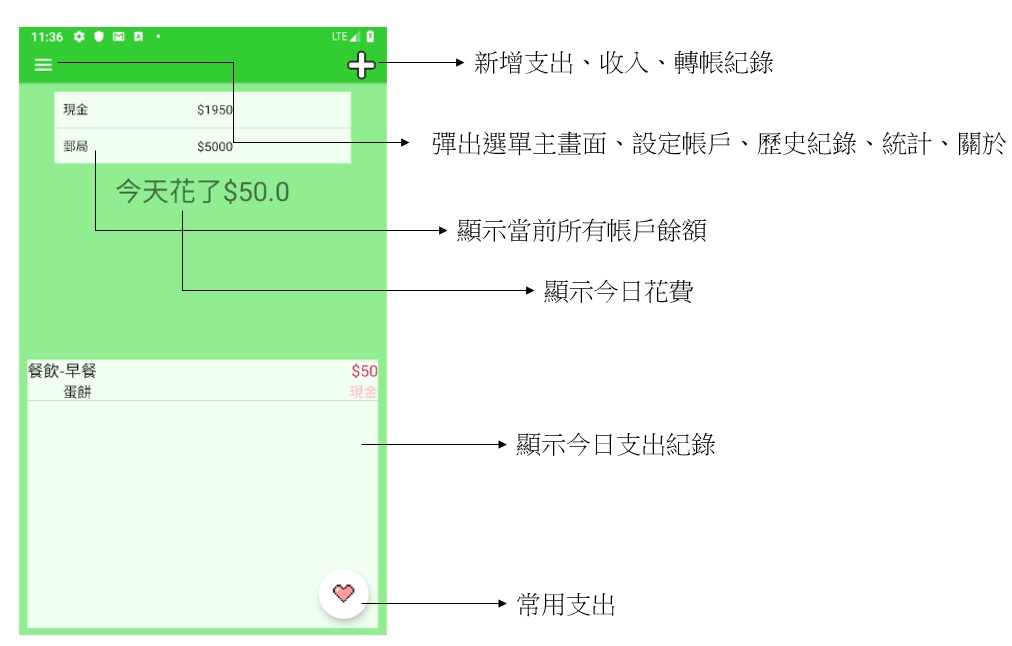 11:36 LTE
新增支出、收入、轉帳紀錄
現金 $1950
郵局 $5000
彈出選單主畫面、設定帳戶、歷史紀錄、統計、關於
今天花了$50.0
顯示當前所有帳戶餘額
顯示今日花費
餐飲-早餐 $50
蛋餅 現金
顯示今日支出紀錄
常用支出